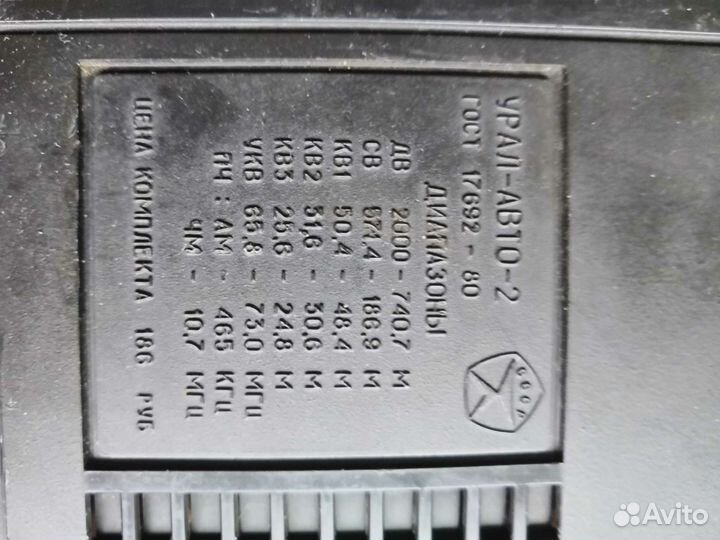 УРАЛ-АВТО-2
ГОСТ 17692-80
СССР
ДИАПАЗОНЫ
ДВ 2000-740,7 М
СВ 571,4-186,9 М
КВ1 50,4-48,4 М
КВ2 31,6-30,6 М
КВ3 25,6-24,8 М
УКВ 65,8-73,0 МГЦ
ПЧ: АМ-465 КГЦ
ЧМ-10,7 МГЦ
ЦЕНА КОМПЛЕКТА 186 РУБ
Avito